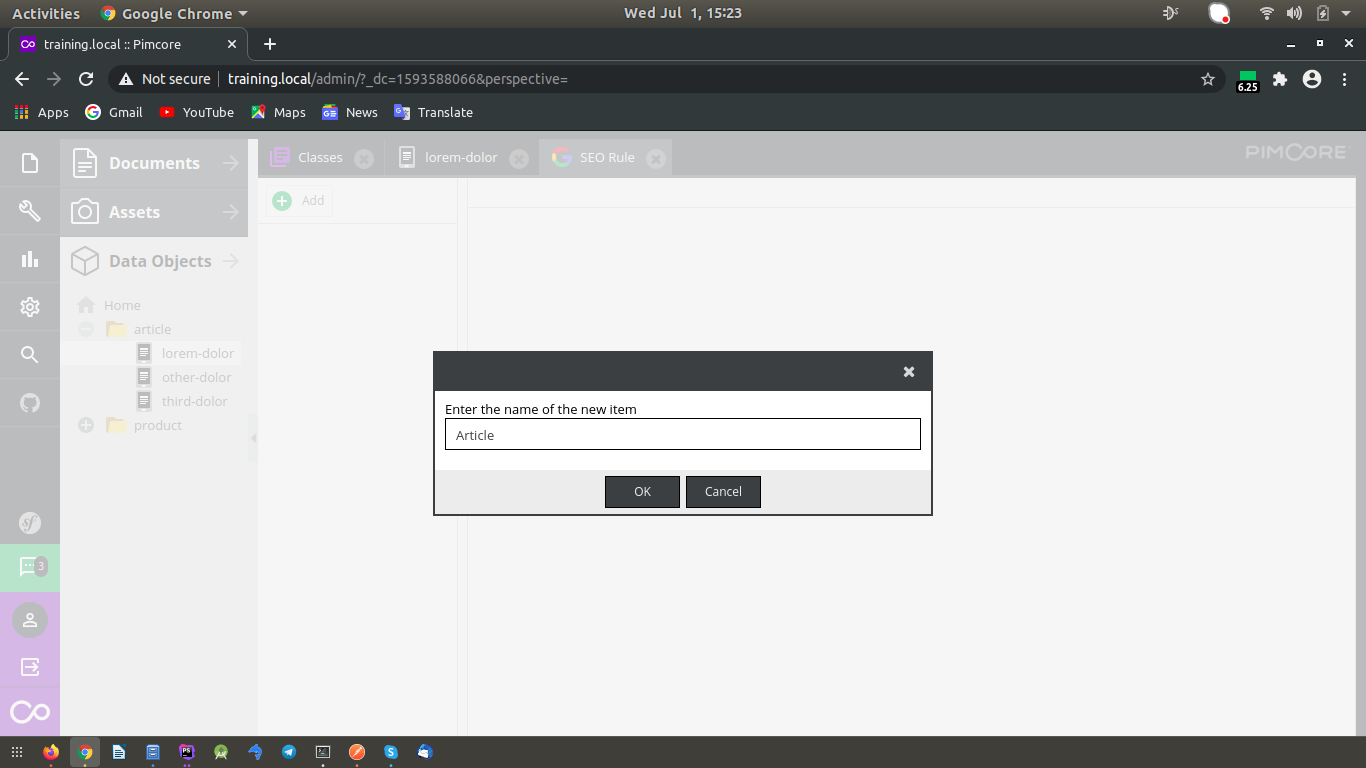 Activities Google Chrome Wed Jul 1, 15:23
training.local :: Pimcore
Not secure training.local/admin/?_dc=1593588066&perspective= 6.25
Apps Gmail YouTube Maps News Translate
Documents Classes lorem-dolor SEO Rule PIMCORE
Assets Add
Data Objects
Home
article
lorem-dolor
other-dolor
third-dolor
product
Enter the name of the new item
Article
OK Cancel
sf
3
PS
S